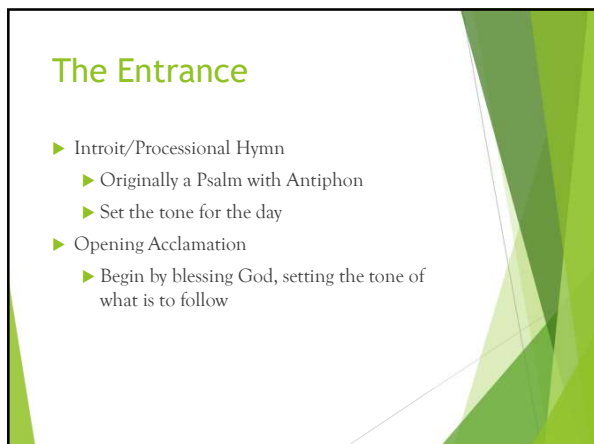 The Entrance
Introit/Processional Hymn
Originally a Psalm with Antiphon
Set the tone for the day
Opening Acclamation
Begin by blessing God, setting the tone of
what is to follow